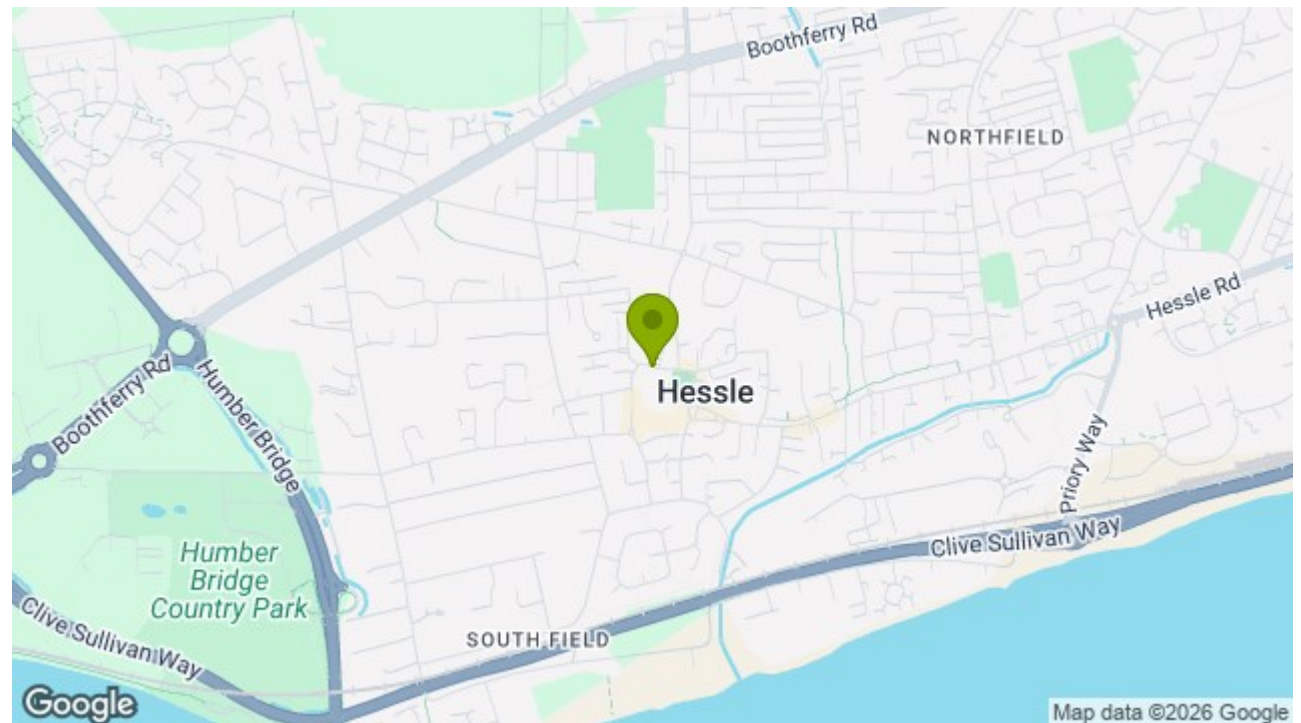 Boothferry Rd
NORTHFIELD
Hessle Rd
Hessle
Boothferry Rd
Humber Bridge
Priory Way
Clive Sullivan Way
Humber
Bridge
Country Park
Clive Sullivan Way
SOUTH FIELD
Google
Map data ©2026 Google